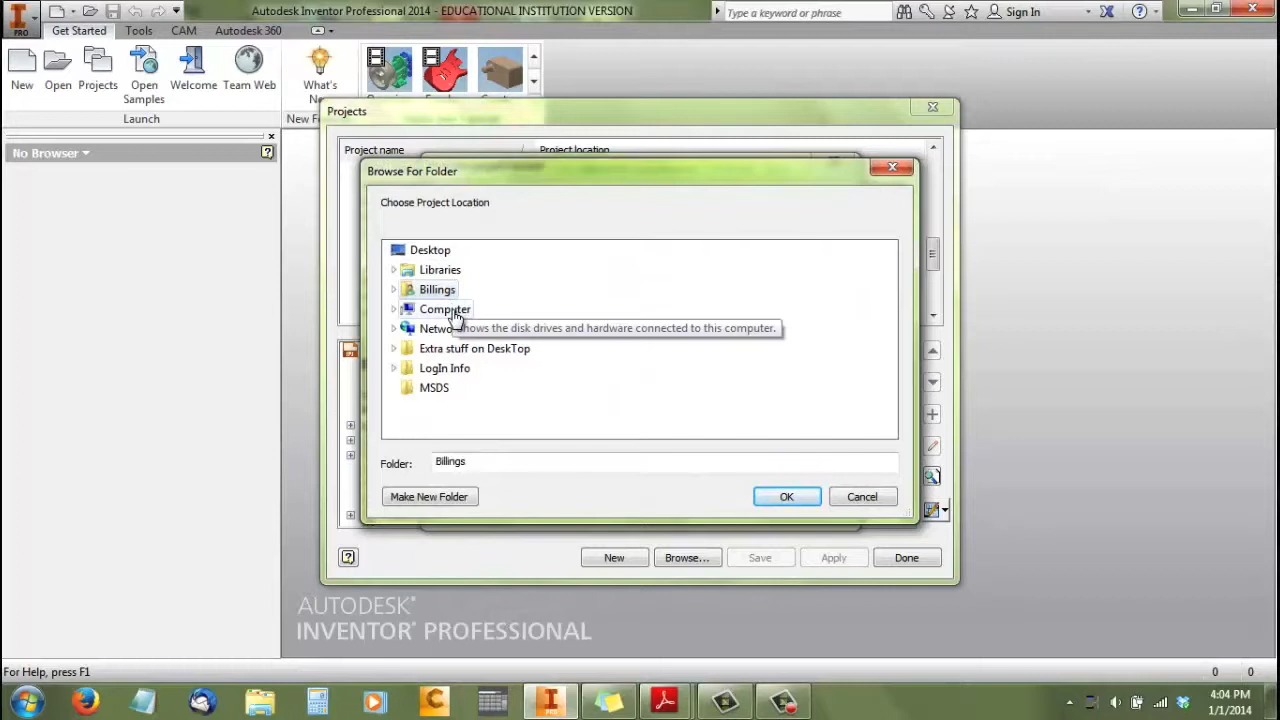 Autodesk Inventor Professional 2014 - EDUCATIONAL INSTITUTION VERSION
Type a keyword or phrase
Sign In
PRO
Get Started
Tools
CAM
Autodesk 360
New
Open
Projects
Open
Samples
Welcome
Team Web
What's
Launch
No Browser
Projects
Project name
Project location
Browse For Folder
Choose Project Location
Desktop
Libraries
Billings
Computer
Netwo
Shows the disk drives and hardware connected to this computer.
Extra stuff on DeskTop
LogIn Info
MSDS
Folder:
Billings
Make New Folder
OK
Cancel
New
Browse...
Save
Apply
Done
AUTODESK®
INVENTOR® PROFESSIONAL
For Help, press F1
0
0
4:04 PM
1/1/2014